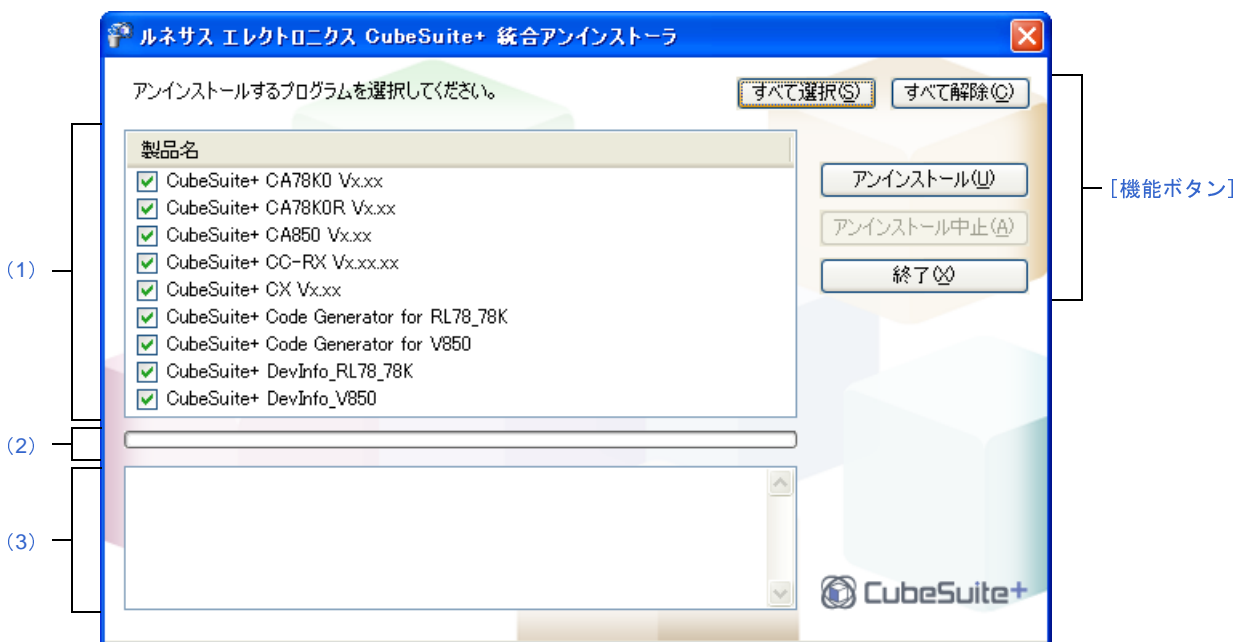 ルネサス エレクトロニクス CubeSuite+ 統合アンインストーラ
アンインストールするプログラムを選択してください。
すべて選択(S)
すべて解除(C)
製品名
CubeSuite+ CA78K0 Vx.xx
CubeSuite+ CA78K0R Vx.xx
CubeSuite+ CA850 Vx.xx
CubeSuite+ CC-RX Vx.xx.xx
CubeSuite+ CX Vx.xx
CubeSuite+ Code Generator for RL78_78K
CubeSuite+ Code Generator for V850
CubeSuite+ DevInfo_RL78_78K
CubeSuite+ DevInfo_V850
アンインストール(U)
アンインストール中止(A)
終了(X)
[機能ボタン]
(1)
(2)
(3)
CubeSuite+